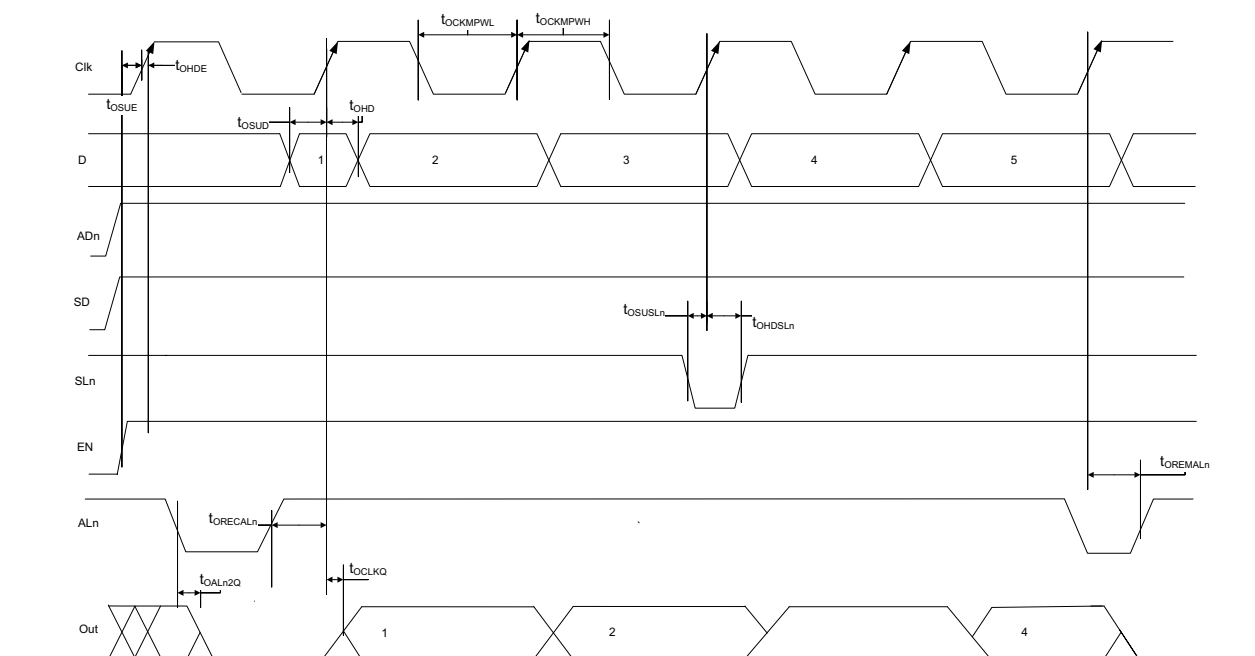 tOCKMPWL tOCKMPWH
Clk
tOHDE
tOSUE
tOSUD
tOHD
D
1
2
3
4
5
ADn
SD
tOSUSLn
tOHDSLn
SLn
EN
tOREMALn
ALn
tORECALn
tOCLKQ
tOALn2Q
Out
1
2
4